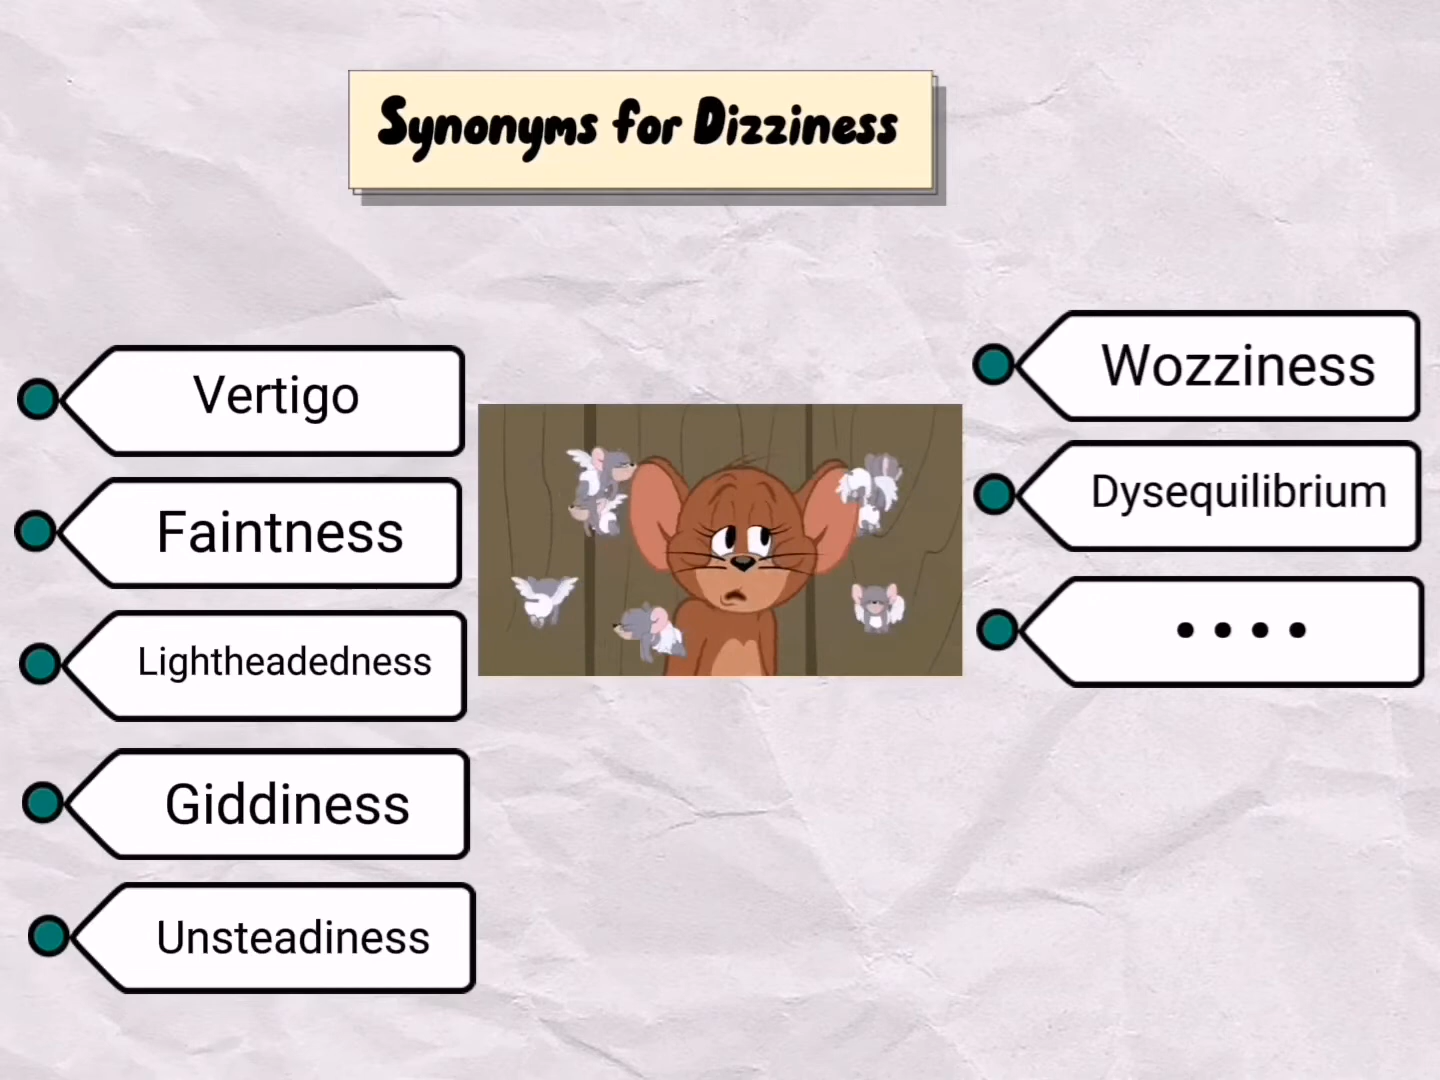 Synonyms for Dizziness
Vertigo
Faintness
Lightheadedness
Giddiness
Unsteadiness
Wozziness
Dysequilibrium
• • • •